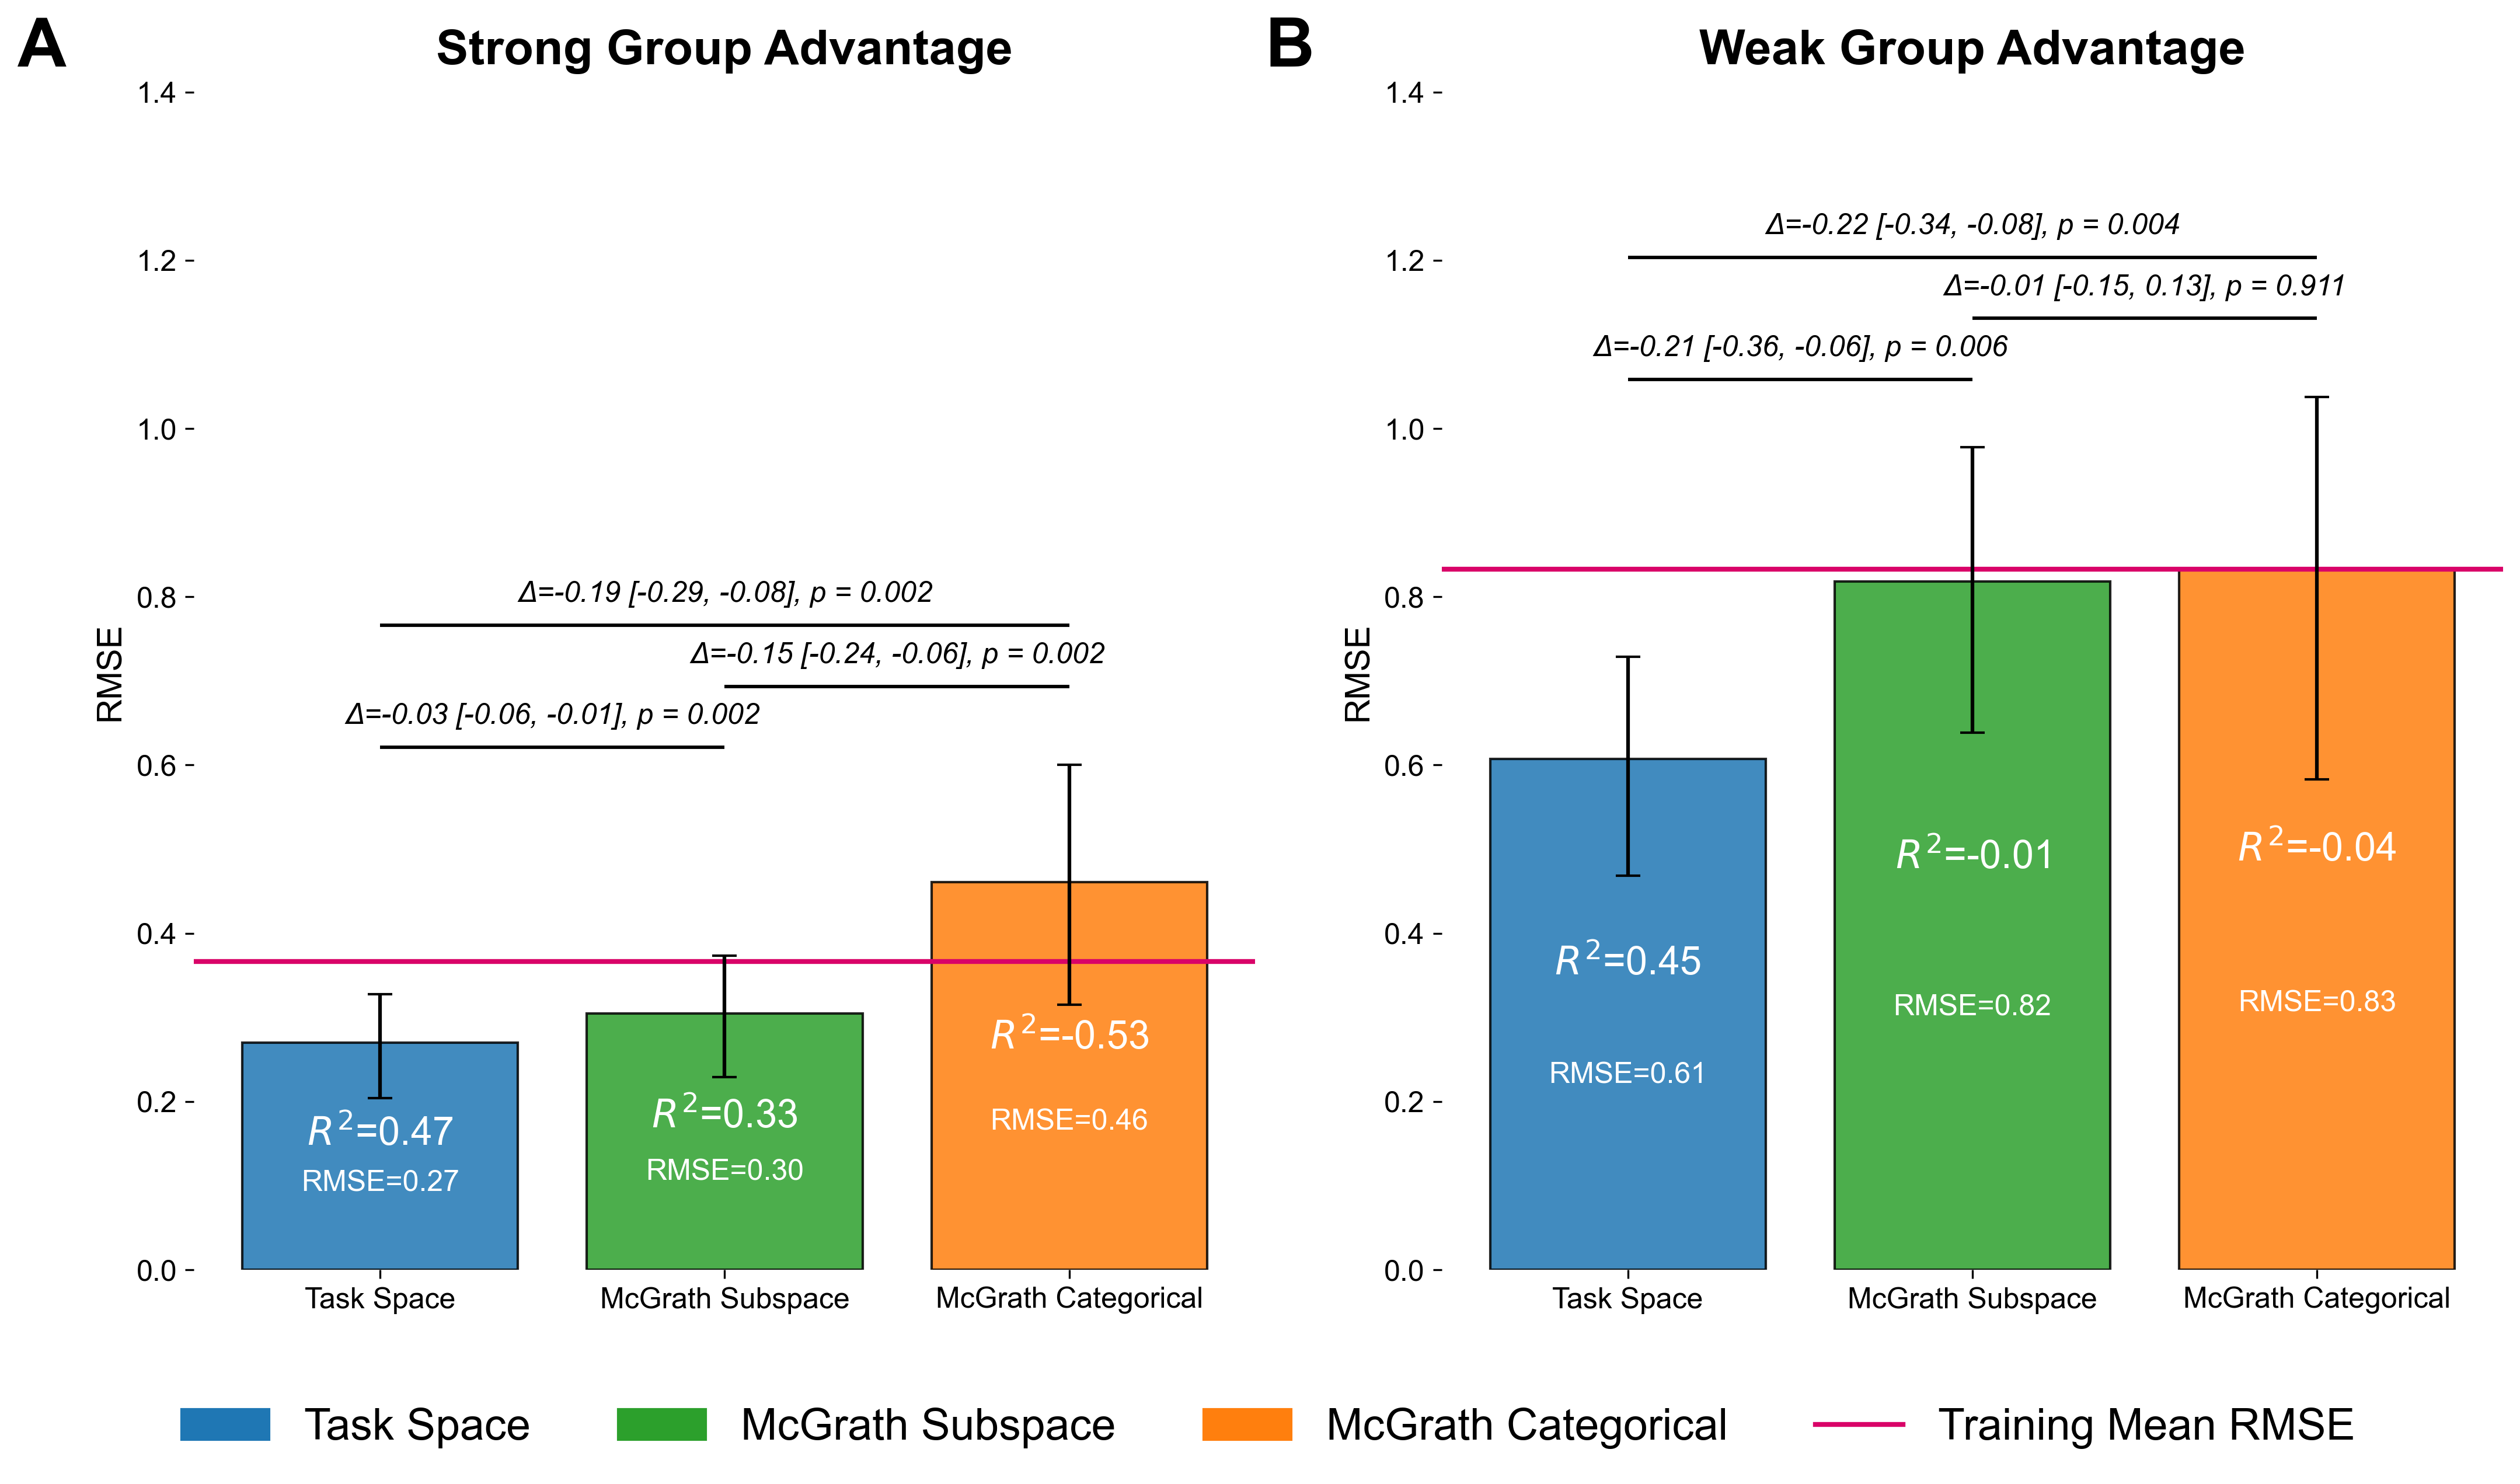 A
Strong Group Advantage
1.4
1.2
1.0
0.8
0.6
0.4
0.2
0.0
RMSE
Δ=-0.19 [-0.29, -0.08], p = 0.002
Δ=-0.15 [-0.24, -0.06], p = 0.002
Δ=-0.03 [-0.06, -0.01], p = 0.002
R²=0.47
RMSE=0.27
R²=0.33
RMSE=0.30
R²=-0.53
RMSE=0.46
Task Space
McGrath Subspace
McGrath Categorical
B
Weak Group Advantage
1.4
1.2
1.0
0.8
0.6
0.4
0.2
0.0
RMSE
Δ=-0.22 [-0.34, -0.08], p = 0.004
Δ=-0.01 [-0.15, 0.13], p = 0.911
Δ=-0.21 [-0.36, -0.06], p = 0.006
R²=0.45
RMSE=0.61
R²=-0.01
RMSE=0.82
R²=-0.04
RMSE=0.83
Task Space
McGrath Subspace
McGrath Categorical
Task Space
McGrath Subspace
McGrath Categorical
Training Mean RMSE